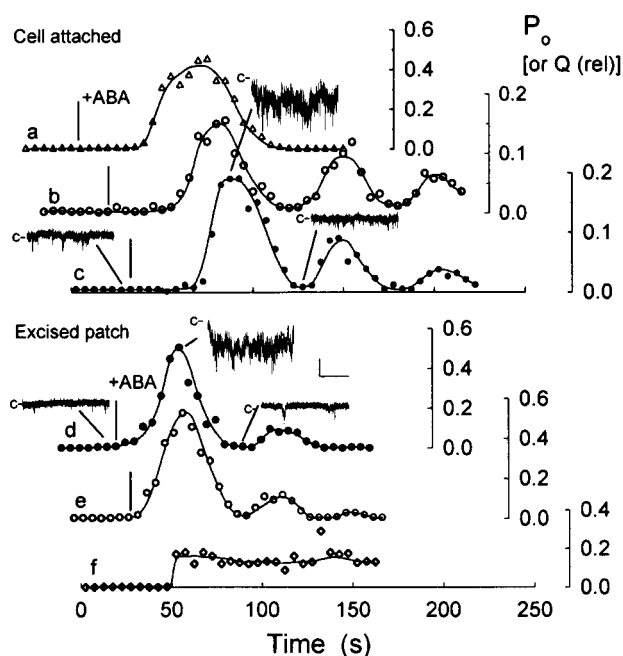 Cell attached
0.6
P_o
[or Q (rel)]
c-
0.4
+ABA
0.2
0.2
a
0.0
0.1
0.2
b
c-
c-
0.0
0.1
c
0.0
Excised patch
c-
0.6
+ABA
0.4
c-
c-
0.2
0.6
d
0.0
0.4
0.2
e
0.0
0.4
f
0.2
0.0
0 50 100 150 200 250
Time (s)